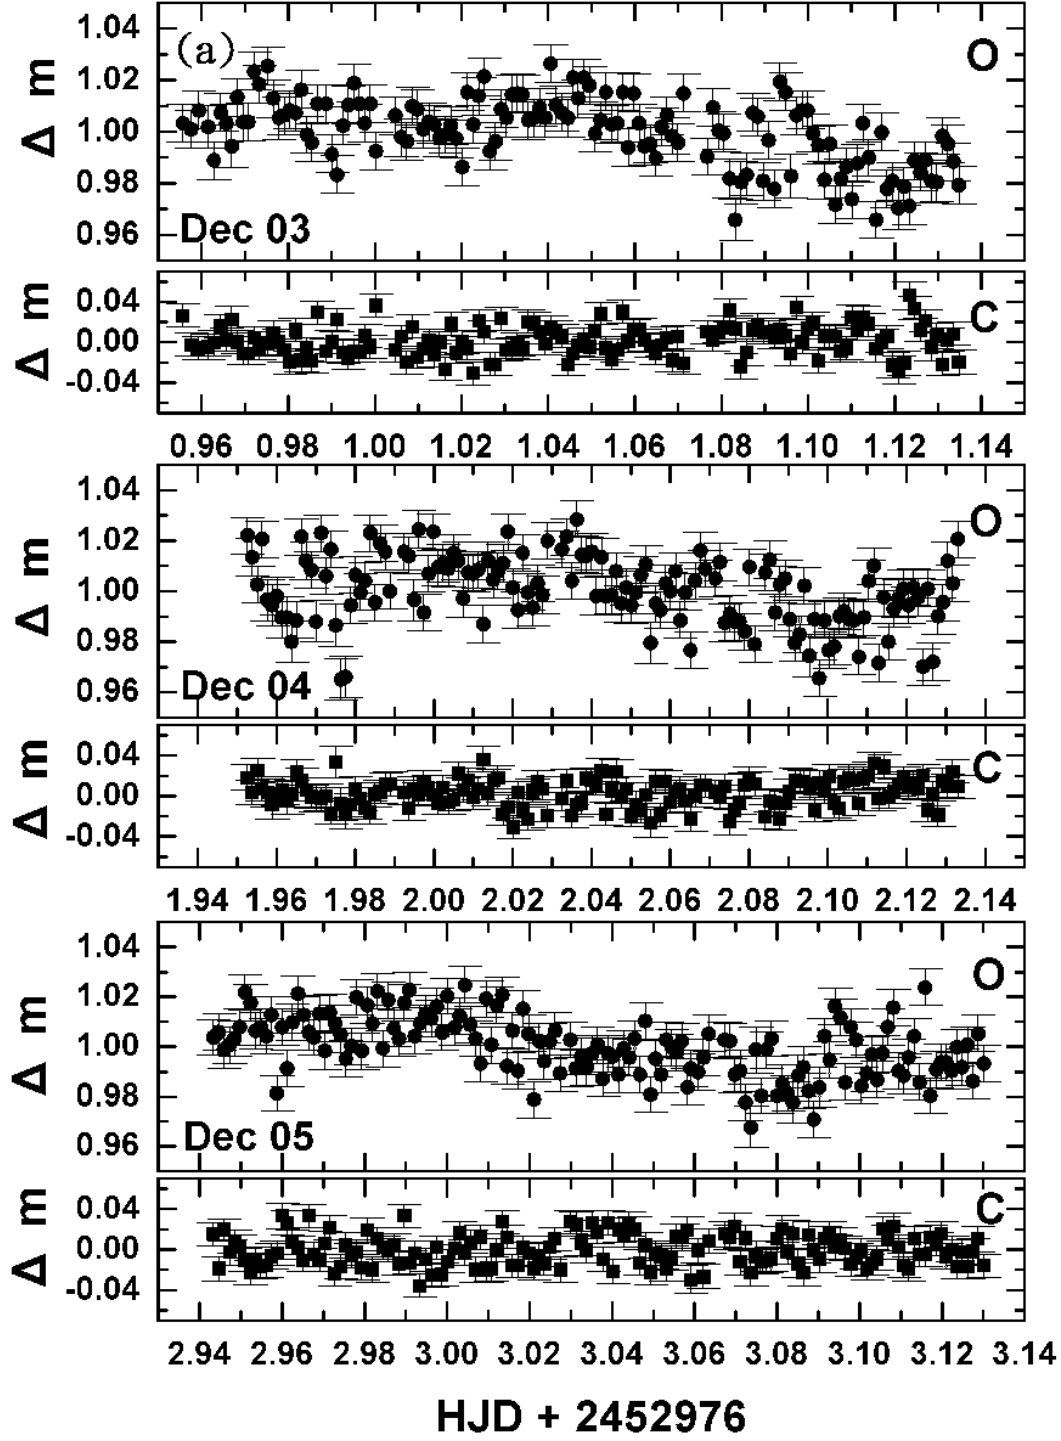 (a)
O
1.04
1.02
1.00
0.98
0.96
Δ m
Dec 03
C
0.04
0.00
-0.04
Δ m
0.96 0.98 1.00 1.02 1.04 1.06 1.08 1.10 1.12 1.14
O
1.04
1.02
1.00
0.98
0.96
Δ m
Dec 04
C
0.04
0.00
-0.04
Δ m
1.94 1.96 1.98 2.00 2.02 2.04 2.06 2.08 2.10 2.12 2.14
O
1.04
1.02
1.00
0.98
0.96
Δ m
Dec 05
C
0.04
0.00
-0.04
Δ m
2.94 2.96 2.98 3.00 3.02 3.04 3.06 3.08 3.10 3.12 3.14
HJD + 2452976